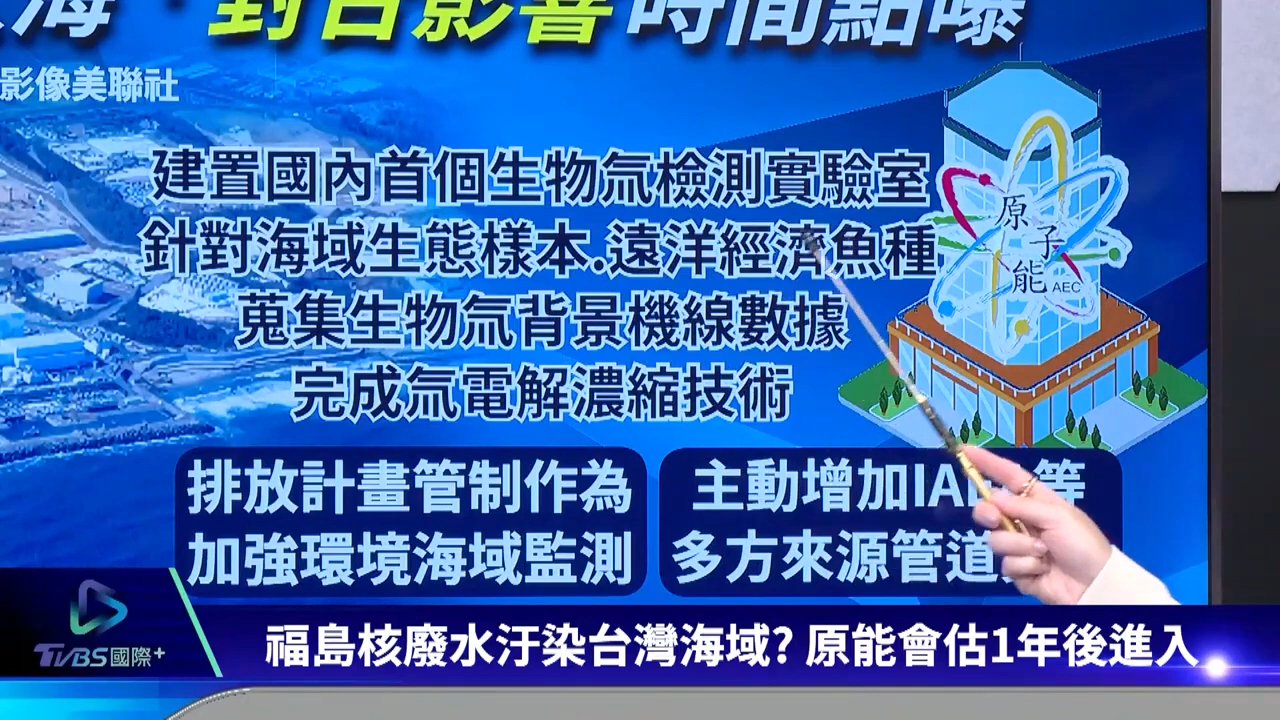 海 對台影響時間點曝
影像美聯社
建置國內首個生物氚檢測實驗室
針對海域生態樣本.遠洋經濟魚種
蒐集生物氚背景機線數據
完成氚電解濃縮技術
原子能
AEC
排放計畫管制作為
加強環境海域監測
主動增加IAE 等
多方來源管道
福島核廢水汙染台灣海域? 原能會估1年後進入
TVBS國際+